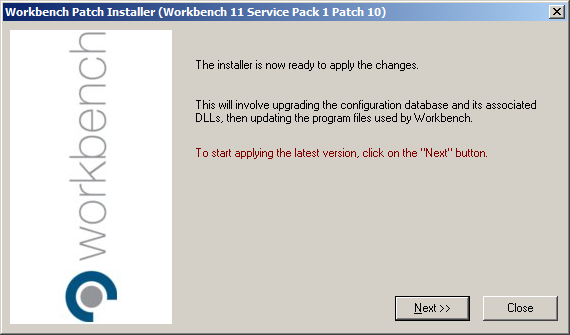 Workbench Patch Installer (Workbench 11 Service Pack 1 Patch 10)
workbench
The installer is now ready to apply the changes.
This will involve upgrading the configuration database and its associated
DLLs, then updating the program files used by Workbench.
To start applying the latest version, click on the "Next" button.
Next >>
Close